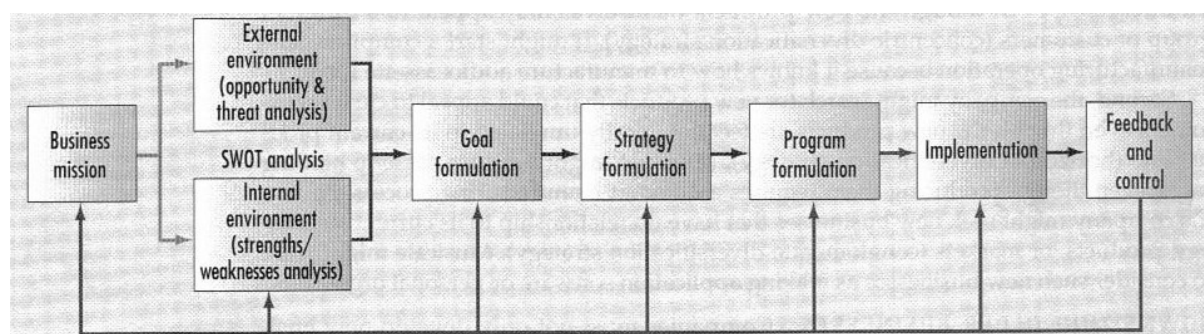 Business
mission
External
environment
(opportunity &
threat analysis)
SWOT analysis
Internal
environment
(strengths/
weaknesses analysis)
Goal
formulation
Strategy
formulation
Program
formulation
Implementation
Feedback
and
control